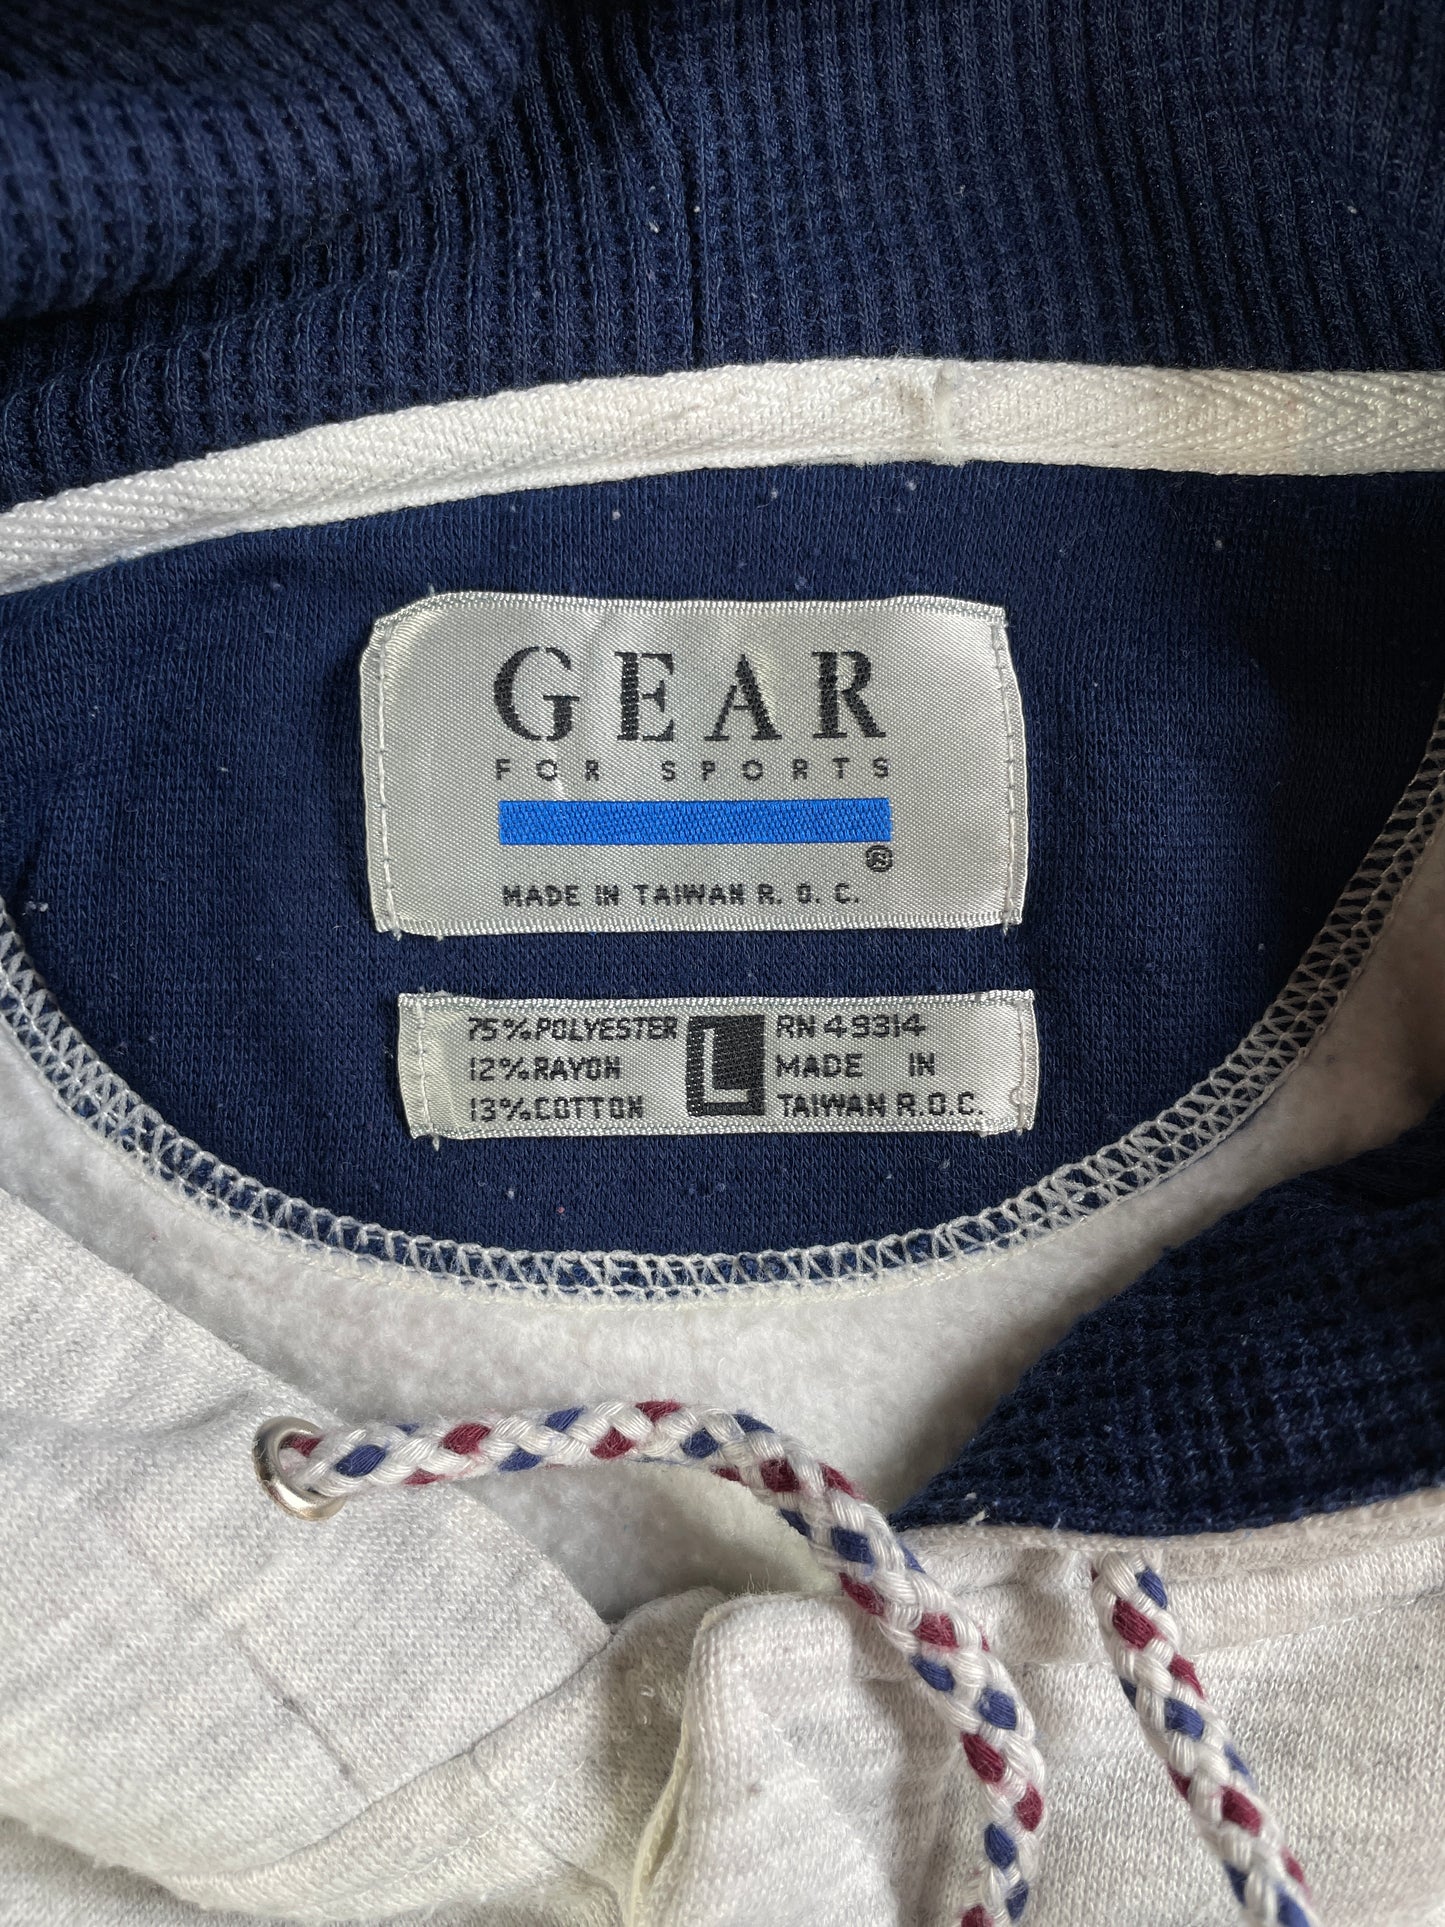 GEAR
FOR SPORTS
®
MADE IN TAIWAN R. O. C.
75% POLYESTER
12% RAYON
13% COTTON
L
RN 49314
MADE IN
TAIWAN R.O.C.